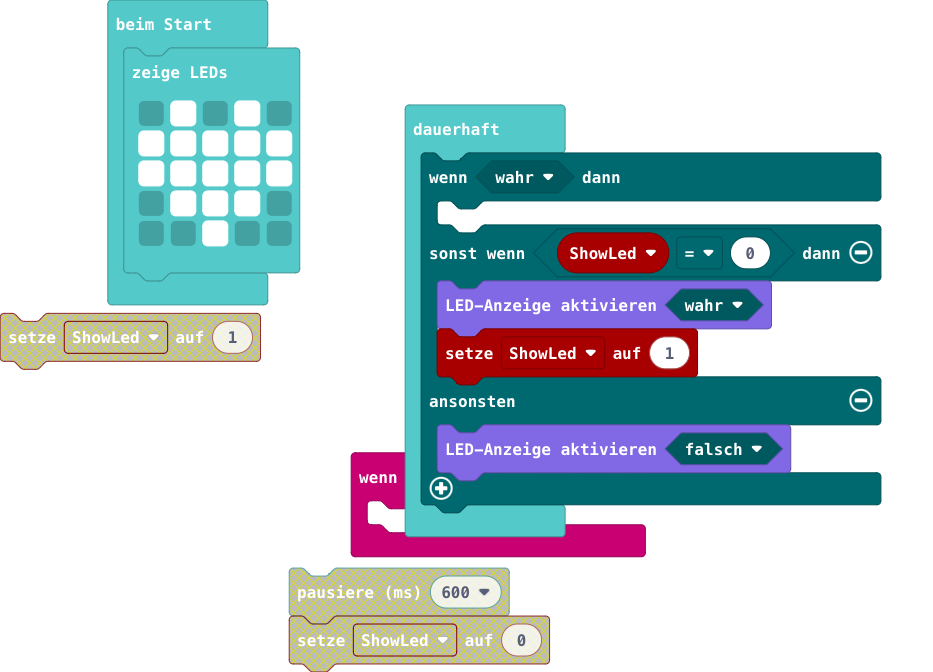 beim Start
zeige LEDs
setze ShowLed auf 1
dauerhaft
wenn wahr dann
sonst wenn ShowLed = 0 dann
LED-Anzeige aktivieren wahr
setze ShowLed auf 1
ansonsten
LED-Anzeige aktivieren falsch
wenn
pausiere (ms) 600
setze ShowLed auf 0